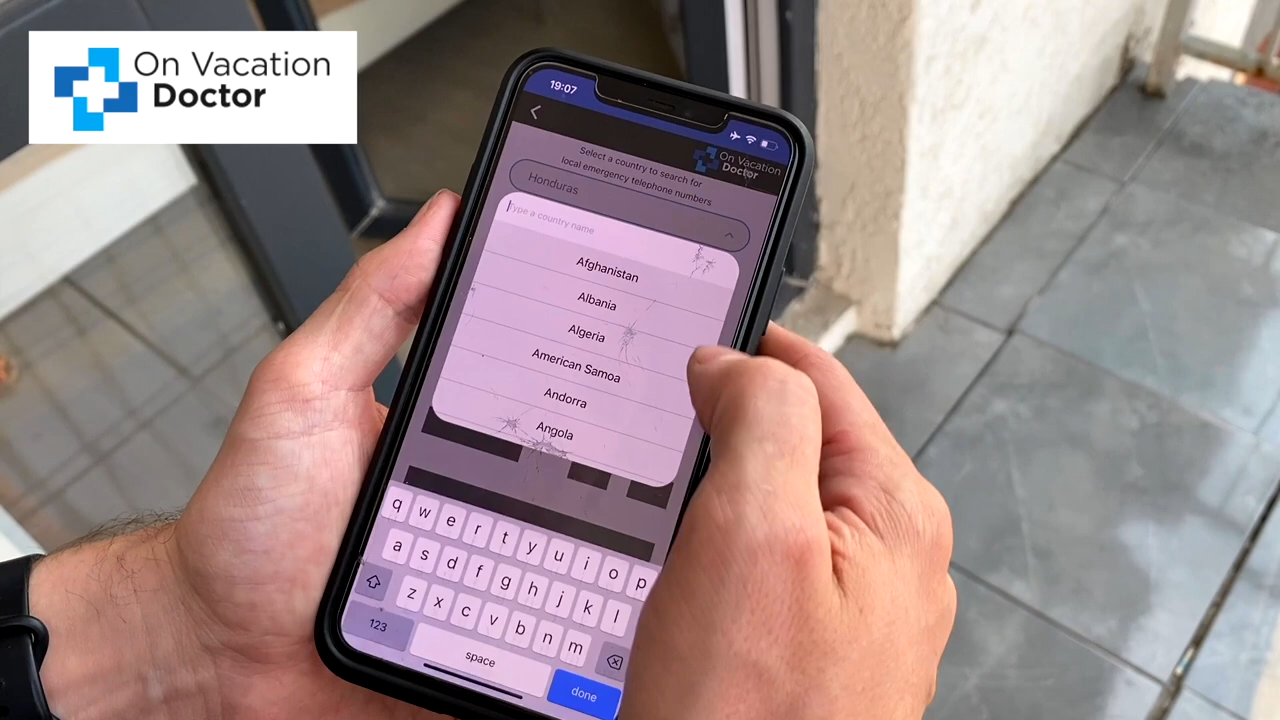 On Vacation
Doctor
19:07
On Vacation
Doctor
Select a country to search for
local emergency telephone numbers
Honduras
Type a country name
Afghanistan
Albania
Algeria
American Samoa
Andorra
Angola
q w e r t y u i o p
a s d f g h j k l
z x c v b n m
123
space
done